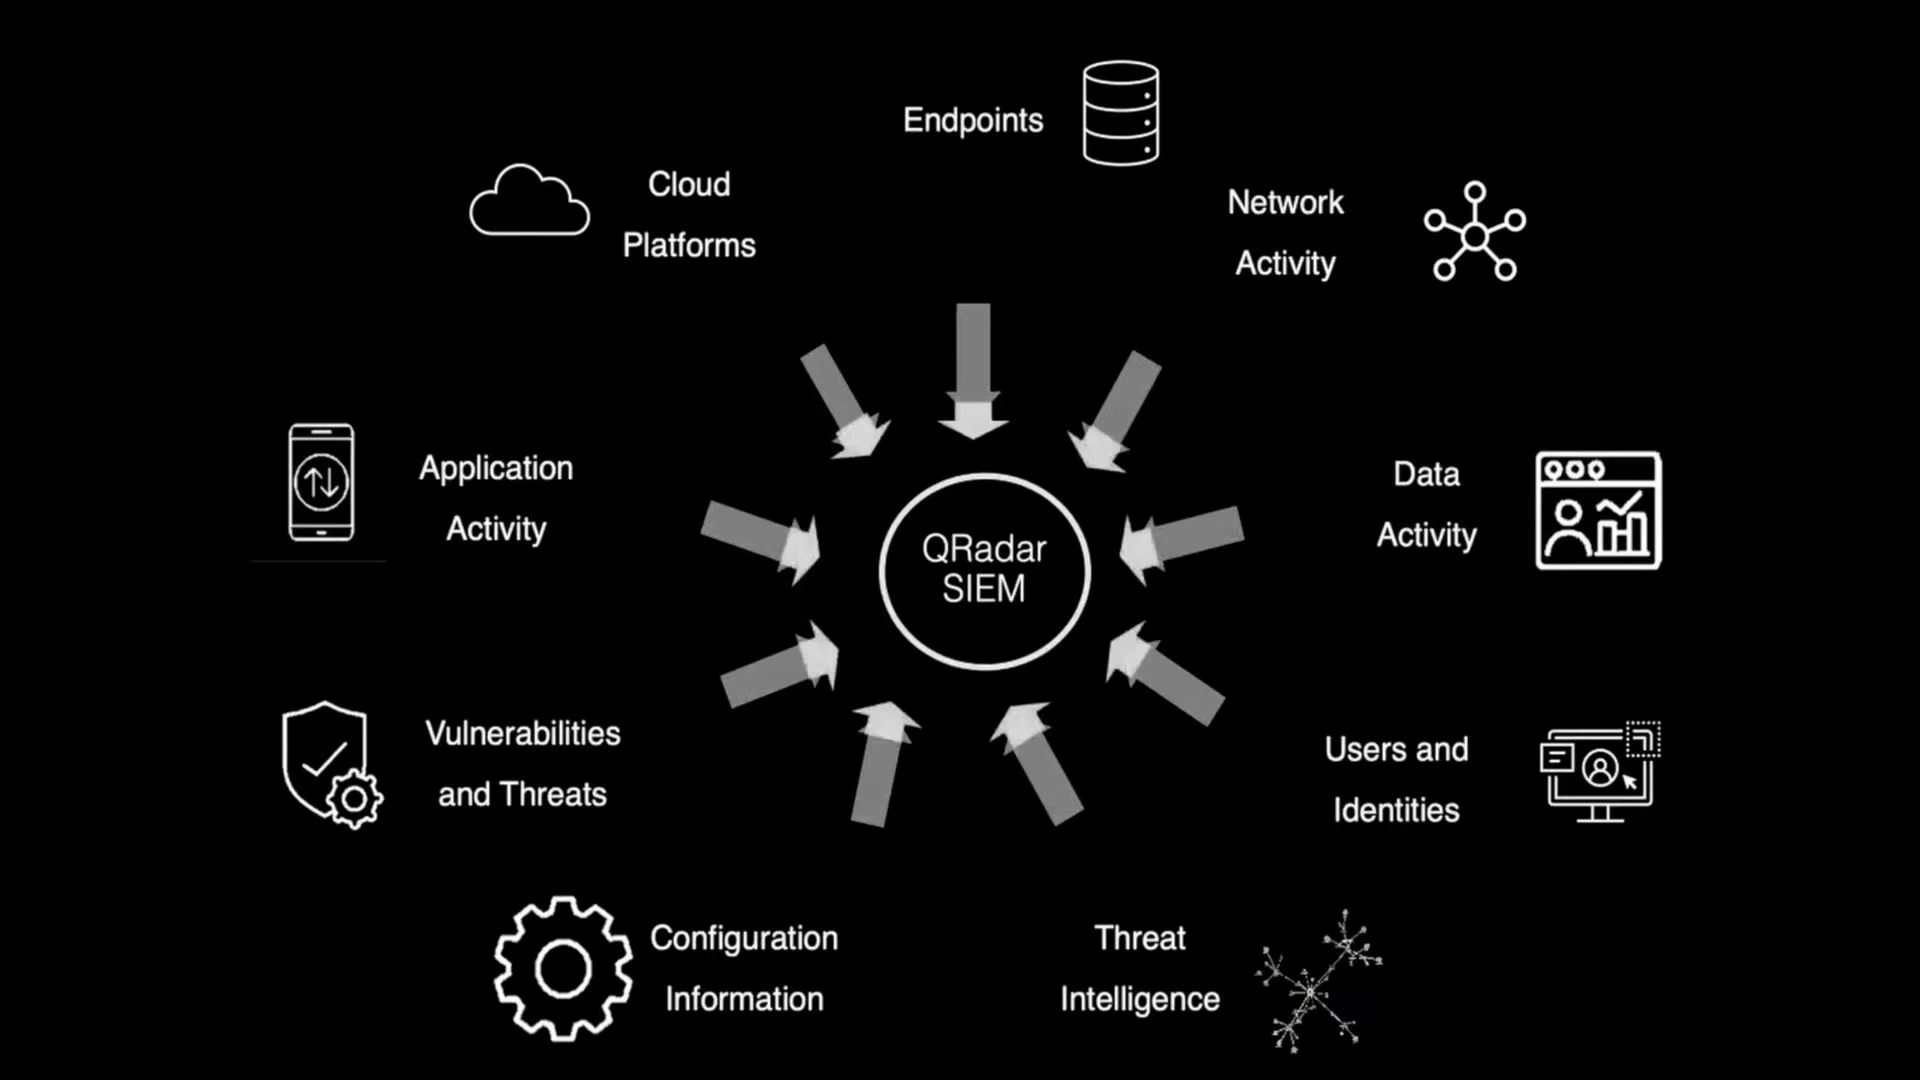 Endpoints
Cloud
Platforms
Network
Activity
Application
Activity
Data
Activity
QRadar
SIEM
Vulnerabilities
and Threats
Users and
Identities
Configuration
Information
Threat
Intelligence